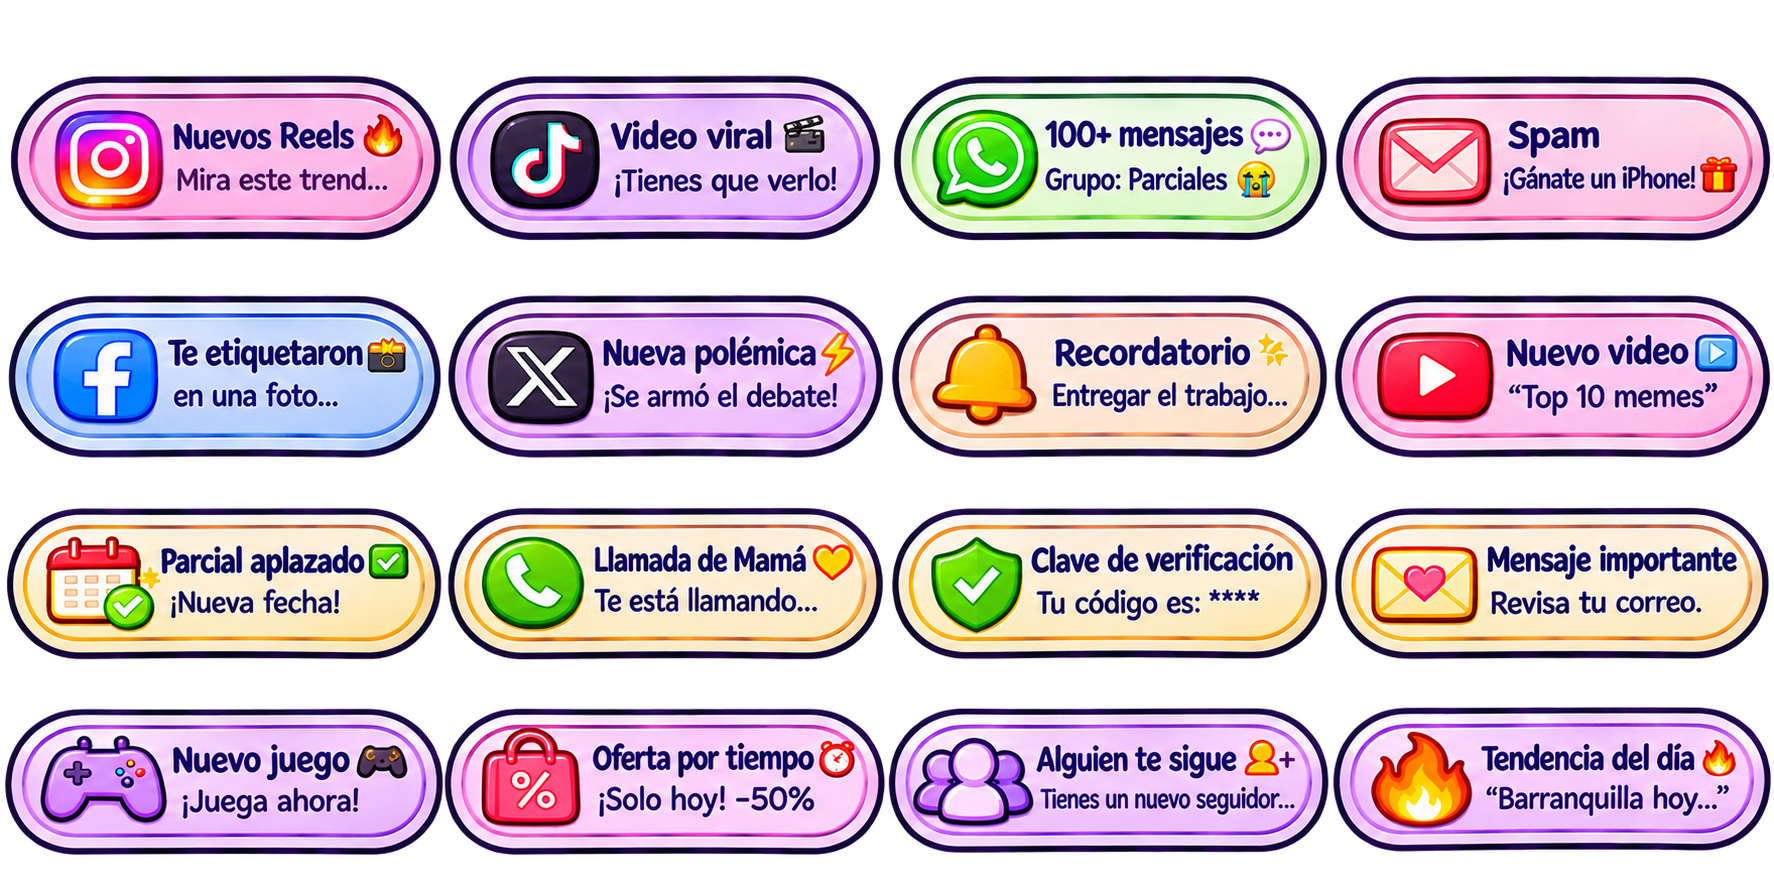 Nuevos Reels 🔥
Mira este trend...
Video viral 🎬
¡Tienes que verlo!
100+ mensajes 💬
Grupo: Parciales 😭
Spam
¡Gánate un iPhone! 🎁
Te etiquetaron 📸
en una foto...
Nueva polémica ⚡
¡Se armó el debate!
Recordatorio ✨
Entregar el trabajo...
Nuevo video ▶️
“Top 10 memes”
Parcial aplazado ✅
¡Nueva fecha!
Llamada de Mamá 🧡
Te está llamando...
Clave de verificación
Tu código es: ****
Mensaje importante
Revisa tu correo.
Nuevo juego 🎮
¡Juega ahora!
Oferta por tiempo ⏰
¡Solo hoy! -50%
Alguien te sigue 👤+
Tienes un nuevo seguidor...
Tendencia del día 🔥
“Barranquilla hoy...”